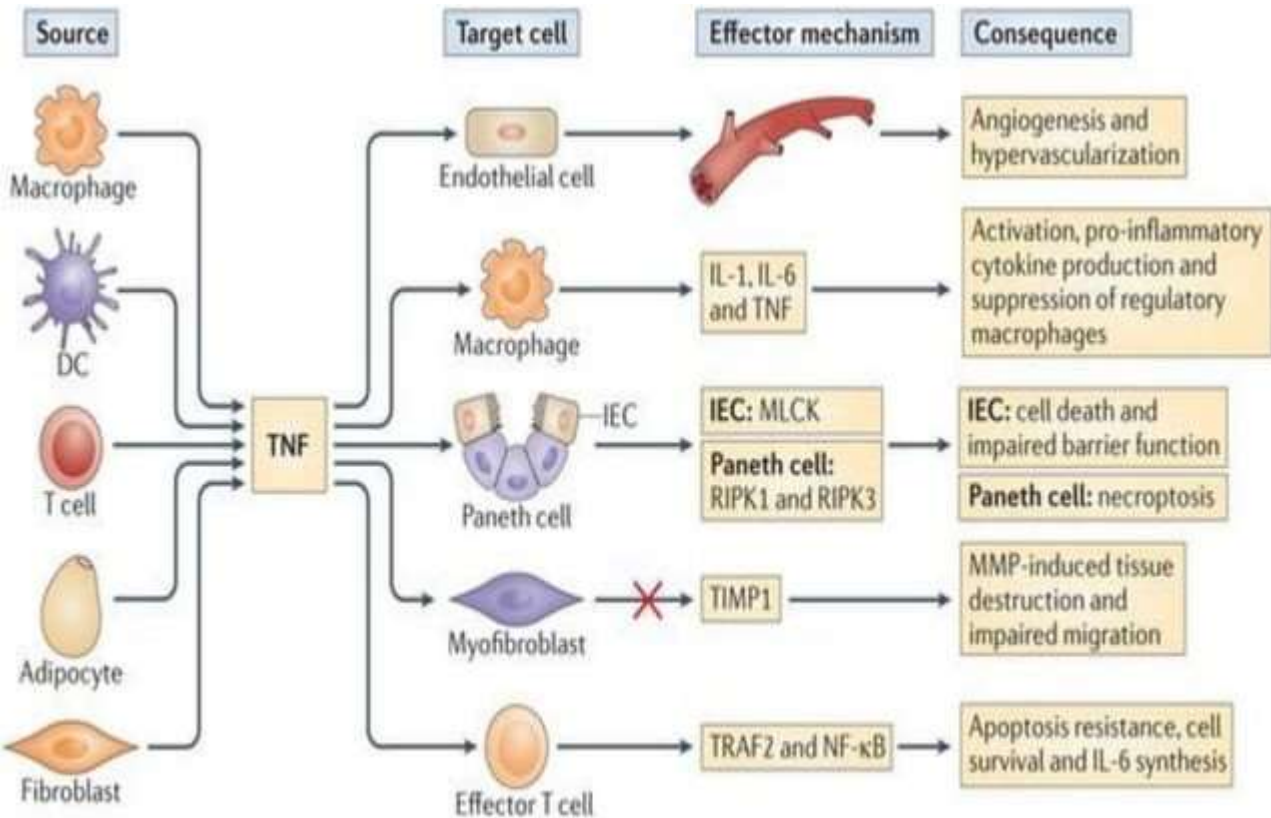 Source
Target cell
Effector mechanism
Consequence
Macrophage
DC
T cell
Adipocyte
Fibroblast
TNF
Endothelial cell
Angiogenesis and
hypervascularization
Macrophage
IL-1, IL-6
and TNF
Activation, pro-inflammatory
cytokine production and
suppression of regulatory
macrophages
IEC
Paneth cell
IEC: MLCK
Paneth cell:
RIPK1 and RIPK3
IEC: cell death and
impaired barrier function
Paneth cell: necroptosis
Myofibroblast
TIMP1
MMP-induced tissue
destruction and
impaired migration
Effector T cell
TRAF2 and NF-κB
Apoptosis resistance, cell
survival and IL-6 synthesis